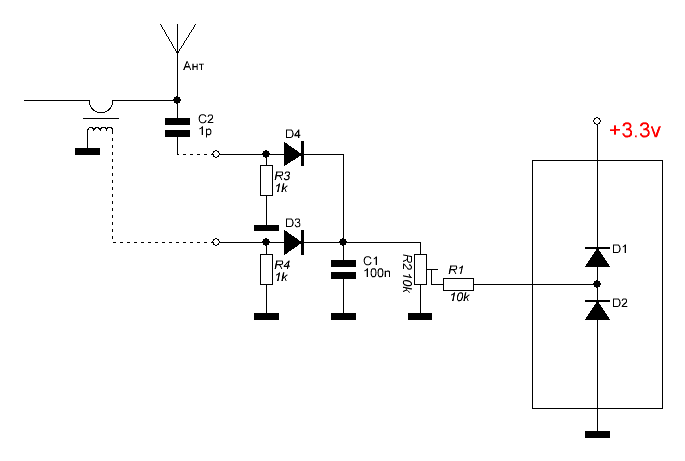 Ант
C2
1p
D4
R3
1k
D3
R4
1k
C1
100n
R2 10k
R1
10k
+3.3v
D1
D2